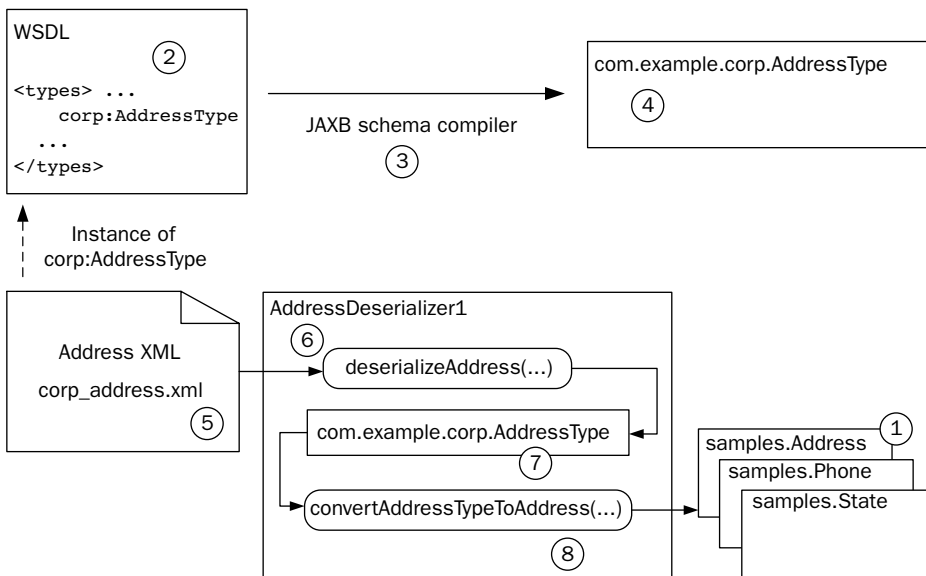 WSDL
2
<types> ...
corp:AddressType
...
</types>
JAXB schema compiler
3
com.example.corp.AddressType
4
Instance of
corp:AddressType
Address XML
corp_address.xml
5
AddressDeserializer1
6
deserializeAddress(...)
com.example.corp.AddressType
7
convertAddressTypeToAddress(...)
8
samples.Address
1
samples.Phone
samples.State